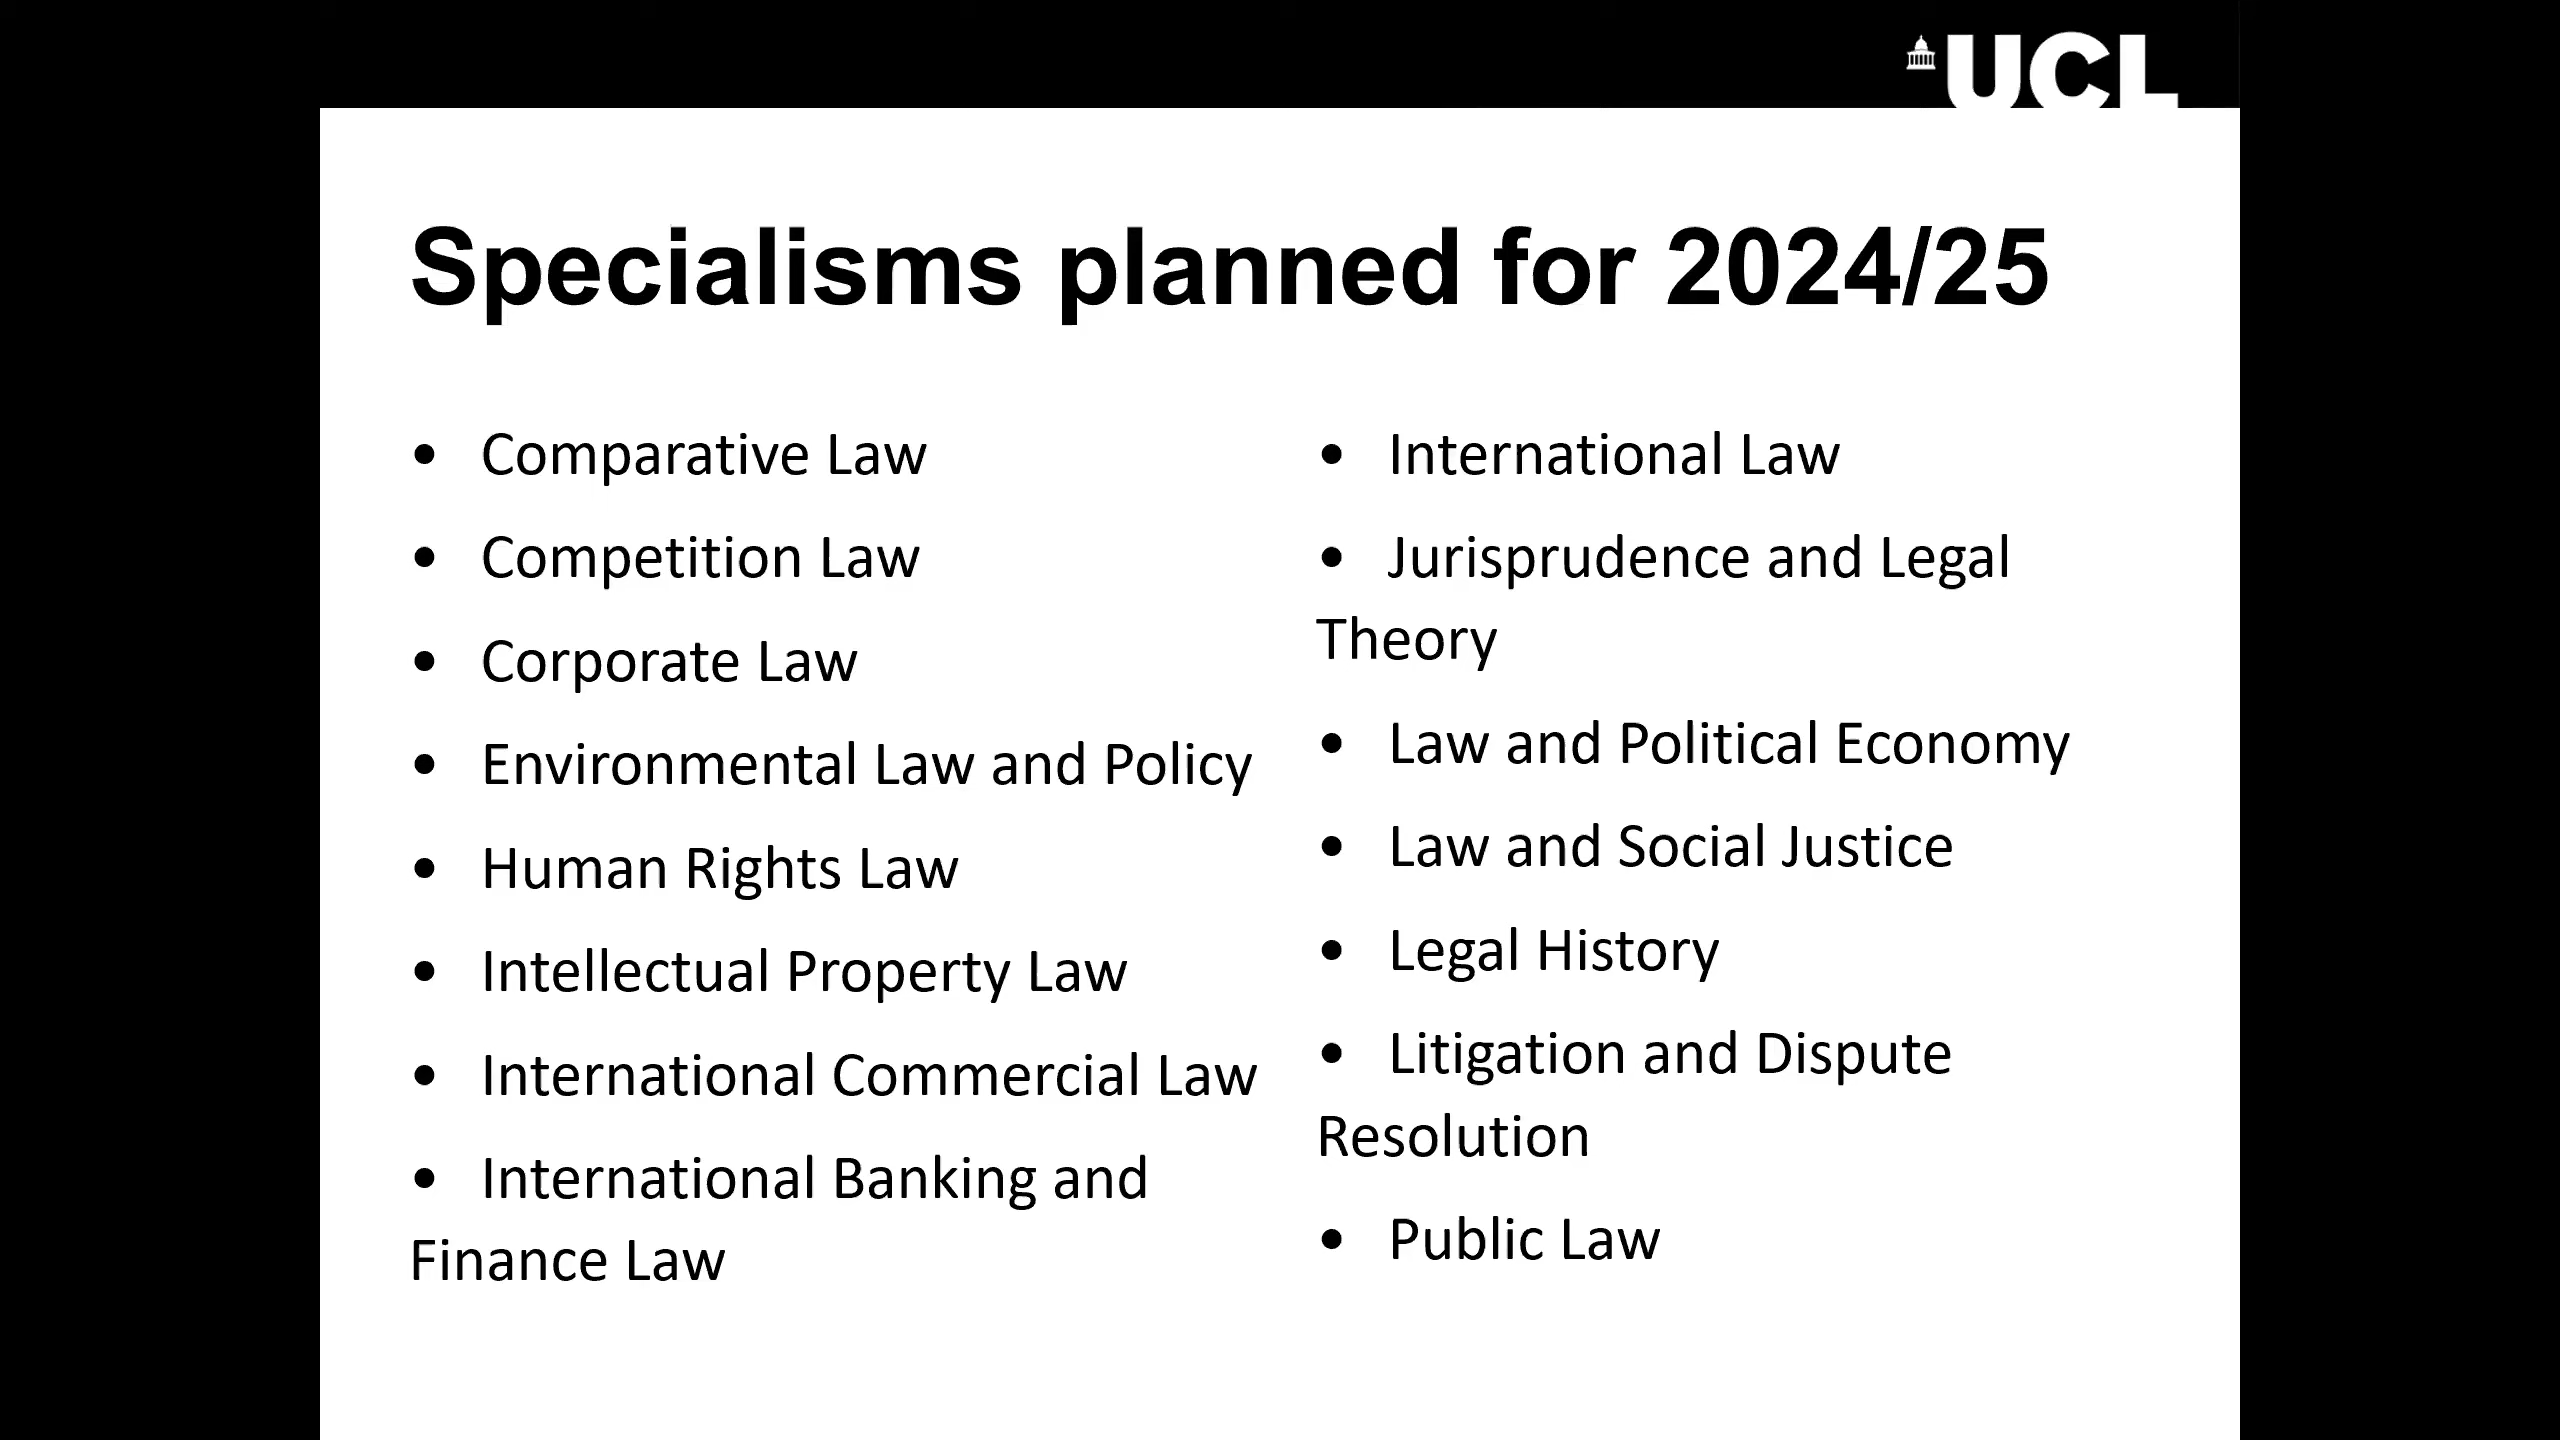 UCL
Specialisms planned for 2024/25
• Comparative Law
• Competition Law
• Corporate Law
• Environmental Law and Policy
• Human Rights Law
• Intellectual Property Law
• International Commercial Law
• International Banking and
Finance Law
• International Law
• Jurisprudence and Legal
Theory
• Law and Political Economy
• Law and Social Justice
• Legal History
• Litigation and Dispute
Resolution
• Public Law